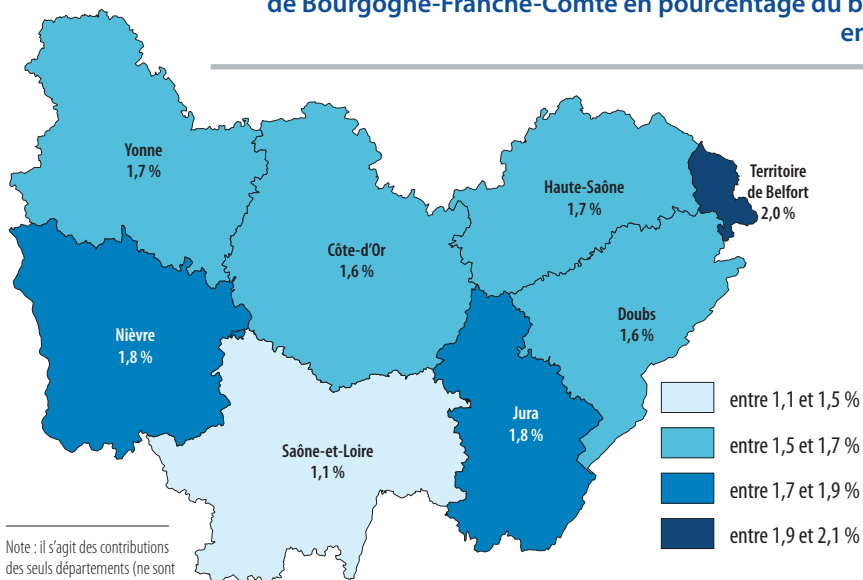 de Bourgogne-Franche-Comté en pourcentage du b
en
Yonne
1,7 %
Haute-Saône
1,7 %
Territoire
de Belfort
2,0 %
Côte-d'Or
1,6 %
Doubs
1,6 %
Nièvre
1,8 %
Jura
1,8 %
Saône-et-Loire
1,1 %
entre 1,1 et 1,5 %
entre 1,5 et 1,7 %
entre 1,7 et 1,9 %
entre 1,9 et 2,1 %
Note : il s'agit des contributions
des seuls départements (ne sont